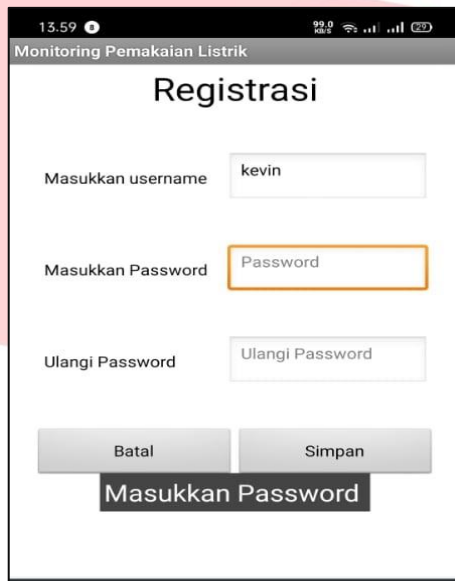 13.59 99.0 KB/S 29
Monitoring Pemakaian Listrik
Registrasi
Masukkan username kevin
Masukkan Password Password
Ulangi Password Ulangi Password
Batal Simpan
Masukkan Password